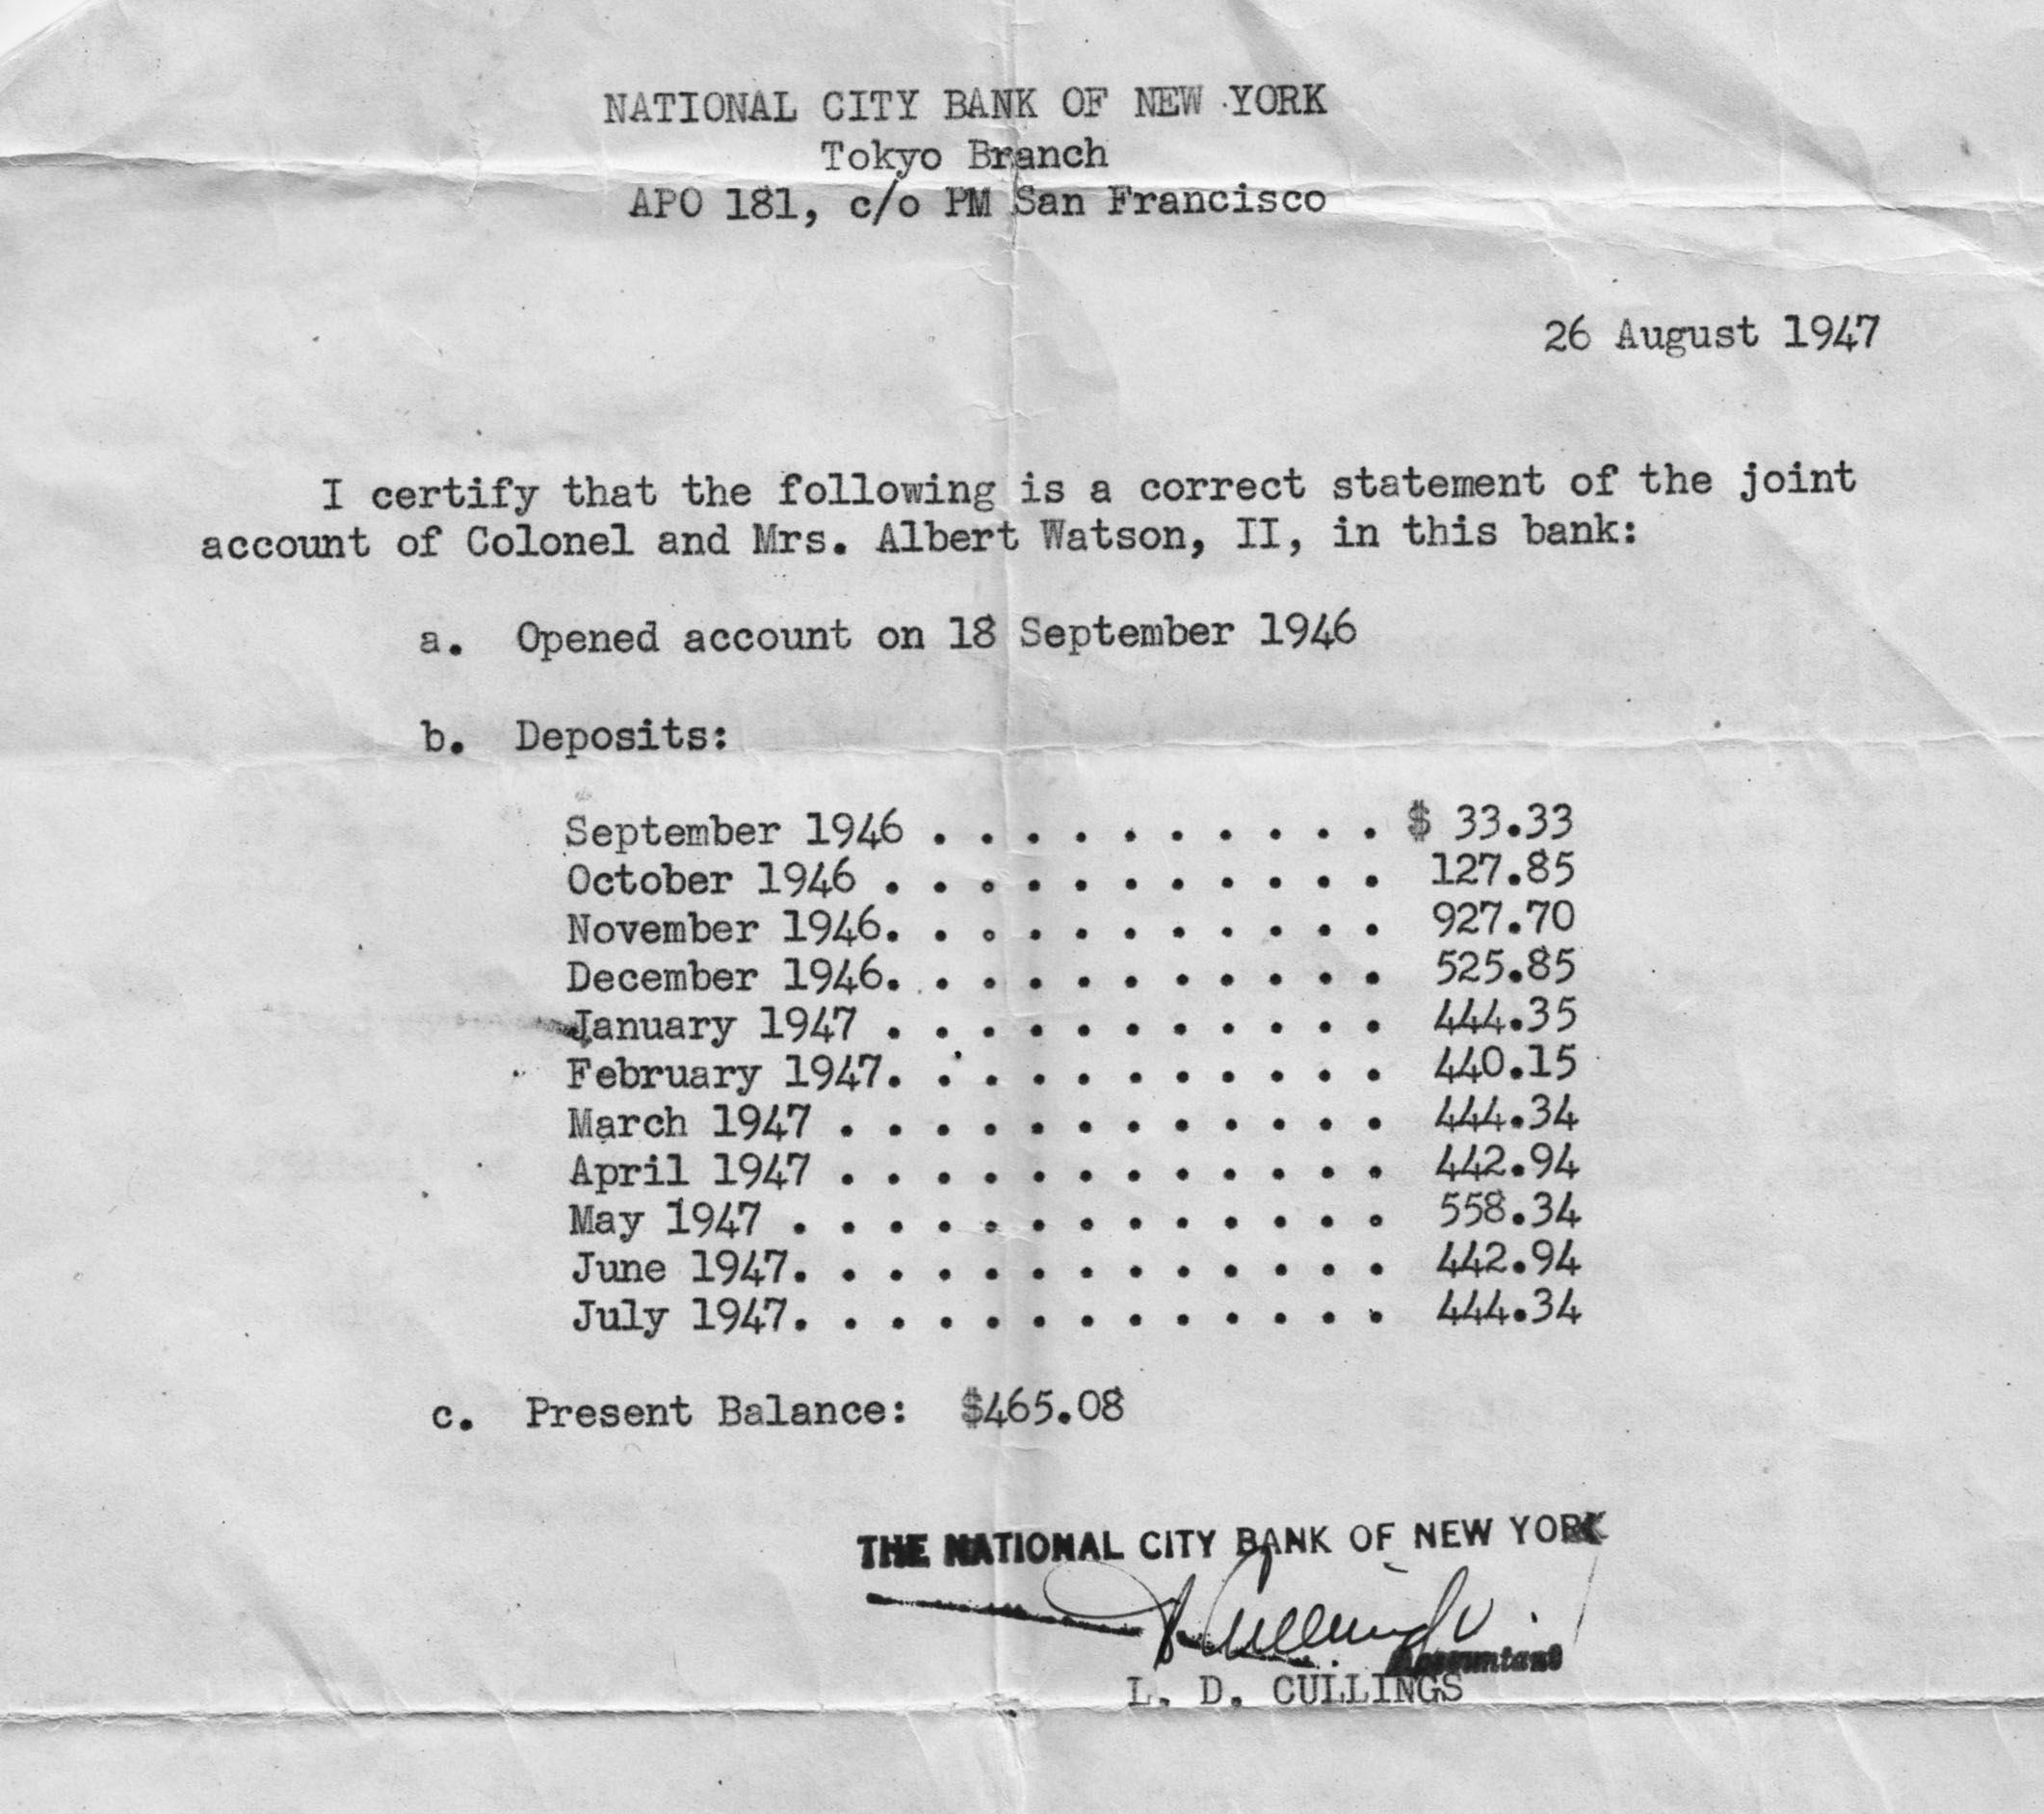 NATIONAL CITY BANK OF NEW YORK
Tokyo Branch
APO 181, c/o PM San Francisco
26 August 1947
I certify that the following is a correct statement of the joint
account of Colonel and Mrs. Albert Watson, II, in this bank:
a. Opened account on 18 September 1946
b. Deposits:
September 1946 . . . . . . . . . . $ 33.33
October 1946 . . . . . . . . . . . 127.85
November 1946. . . . . . . . . . . 927.70
December 1946. . . . . . . . . . . 525.85
January 1947 . . . . . . . . . . . 444.35
February 1947. . . . . . . . . . . 440.15
March 1947 . . . . . . . . . . . . 444.34
April 1947 . . . . . . . . . . . . 442.94
May 1947 . . . . . . . . . . . . . 558.34
June 1947. . . . . . . . . . . . . 442.94
July 1947. . . . . . . . . . . . . 444.34
c. Present Balance: $465.08
THE NATIONAL CITY BANK OF NEW YORK
L D Cullings
Accountant
L. D. CULLINGS